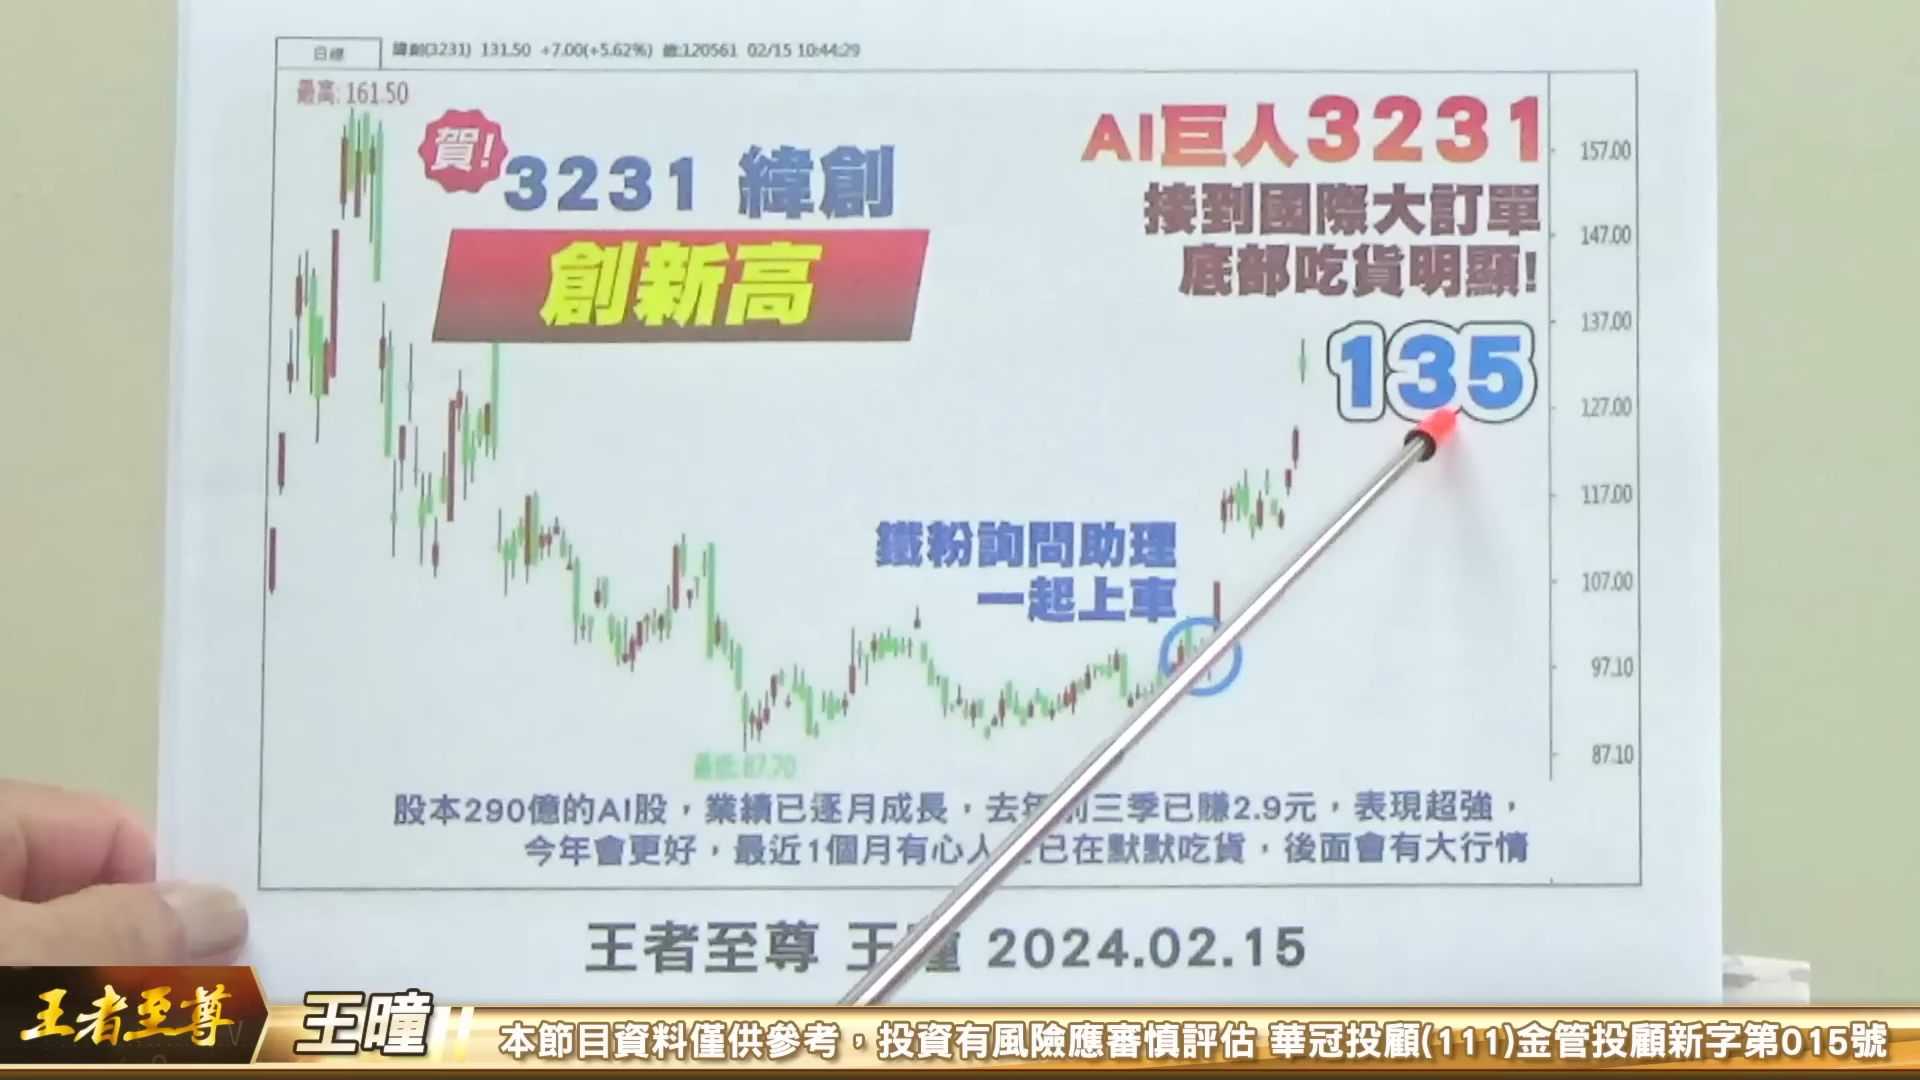 日線 緯創(3231) 131.50 +7.00(+5.62%) 總:120561 02/15 10:44:29
最高: 161.50
賀!
3231 緯創
創新高
AI巨人3231
接到國際大訂單
底部吃貨明顯!
135
157.00
147.00
137.00
127.00
117.00
107.00
97.10
87.10
鐵粉詢問助理
一起上車
最低:87.70
股本290億的AI股,業績已逐月成長,去年前三季已賺2.9元,表現超強,
今年會更好,最近1個月有心人 已在默默吃貨,後面會有大行情
王者至尊 王曈 2024.02.15
王者至尊
王曈
本節目資料僅供參考,投資有風險應審慎評估 華冠投顧(111)金管投顧新字第015號